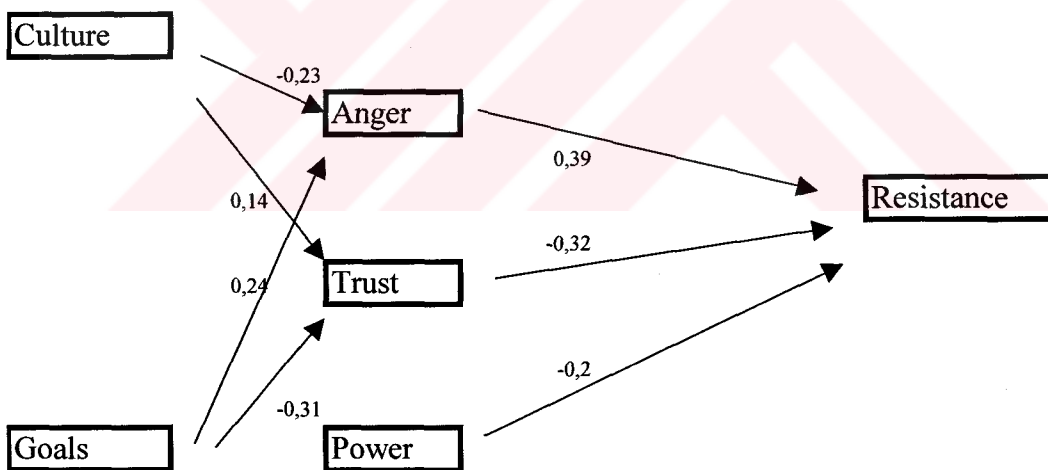 Culture
-0,23
Anger
0,39
Resistance
0,14
-0,32
Trust
0,24
-0,2
-0,31
Goals
Power